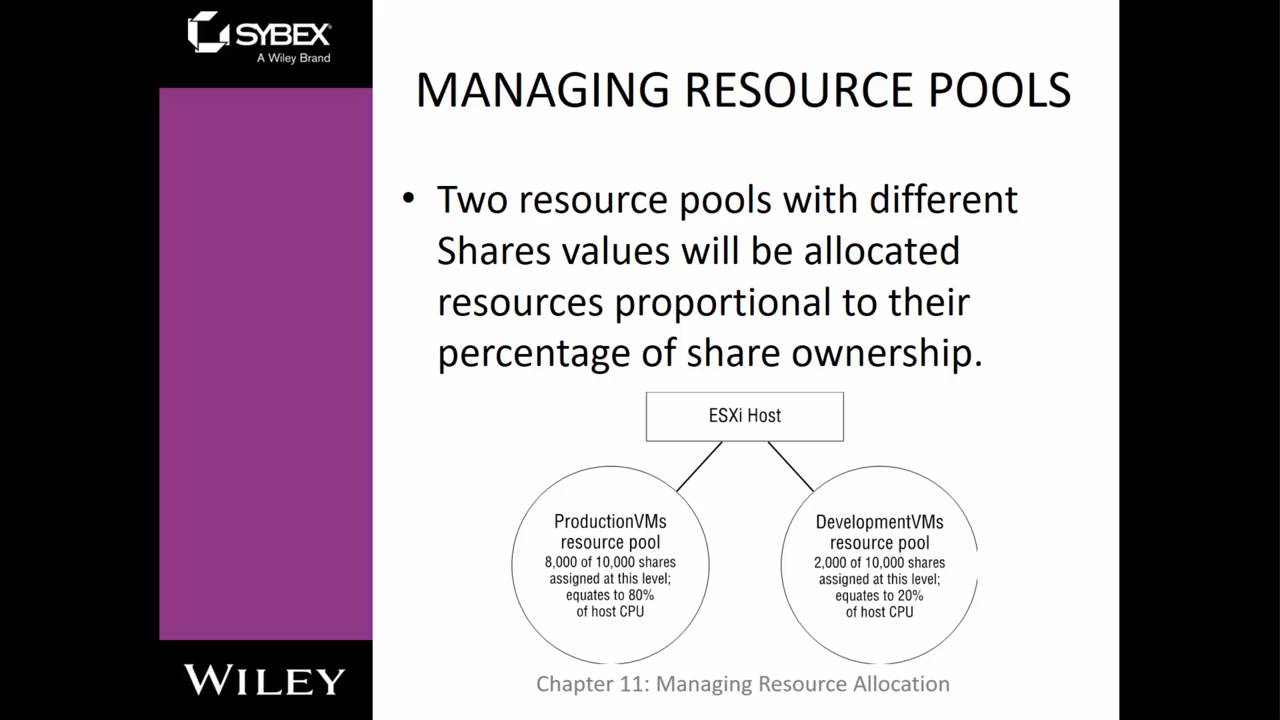 SYBEX
A Wiley Brand
MANAGING RESOURCE POOLS
• Two resource pools with different
Shares values will be allocated
resources proportional to their
percentage of share ownership.
ESXi Host
ProductionVMs
resource pool
8,000 of 10,000 shares
assigned at this level;
equates to 80%
of host CPU
DevelopmentVMs
resource pool
2,000 of 10,000 shares
assigned at this level;
equates to 20%
of host CPU
WILEY
Chapter 11: Managing Resource Allocation